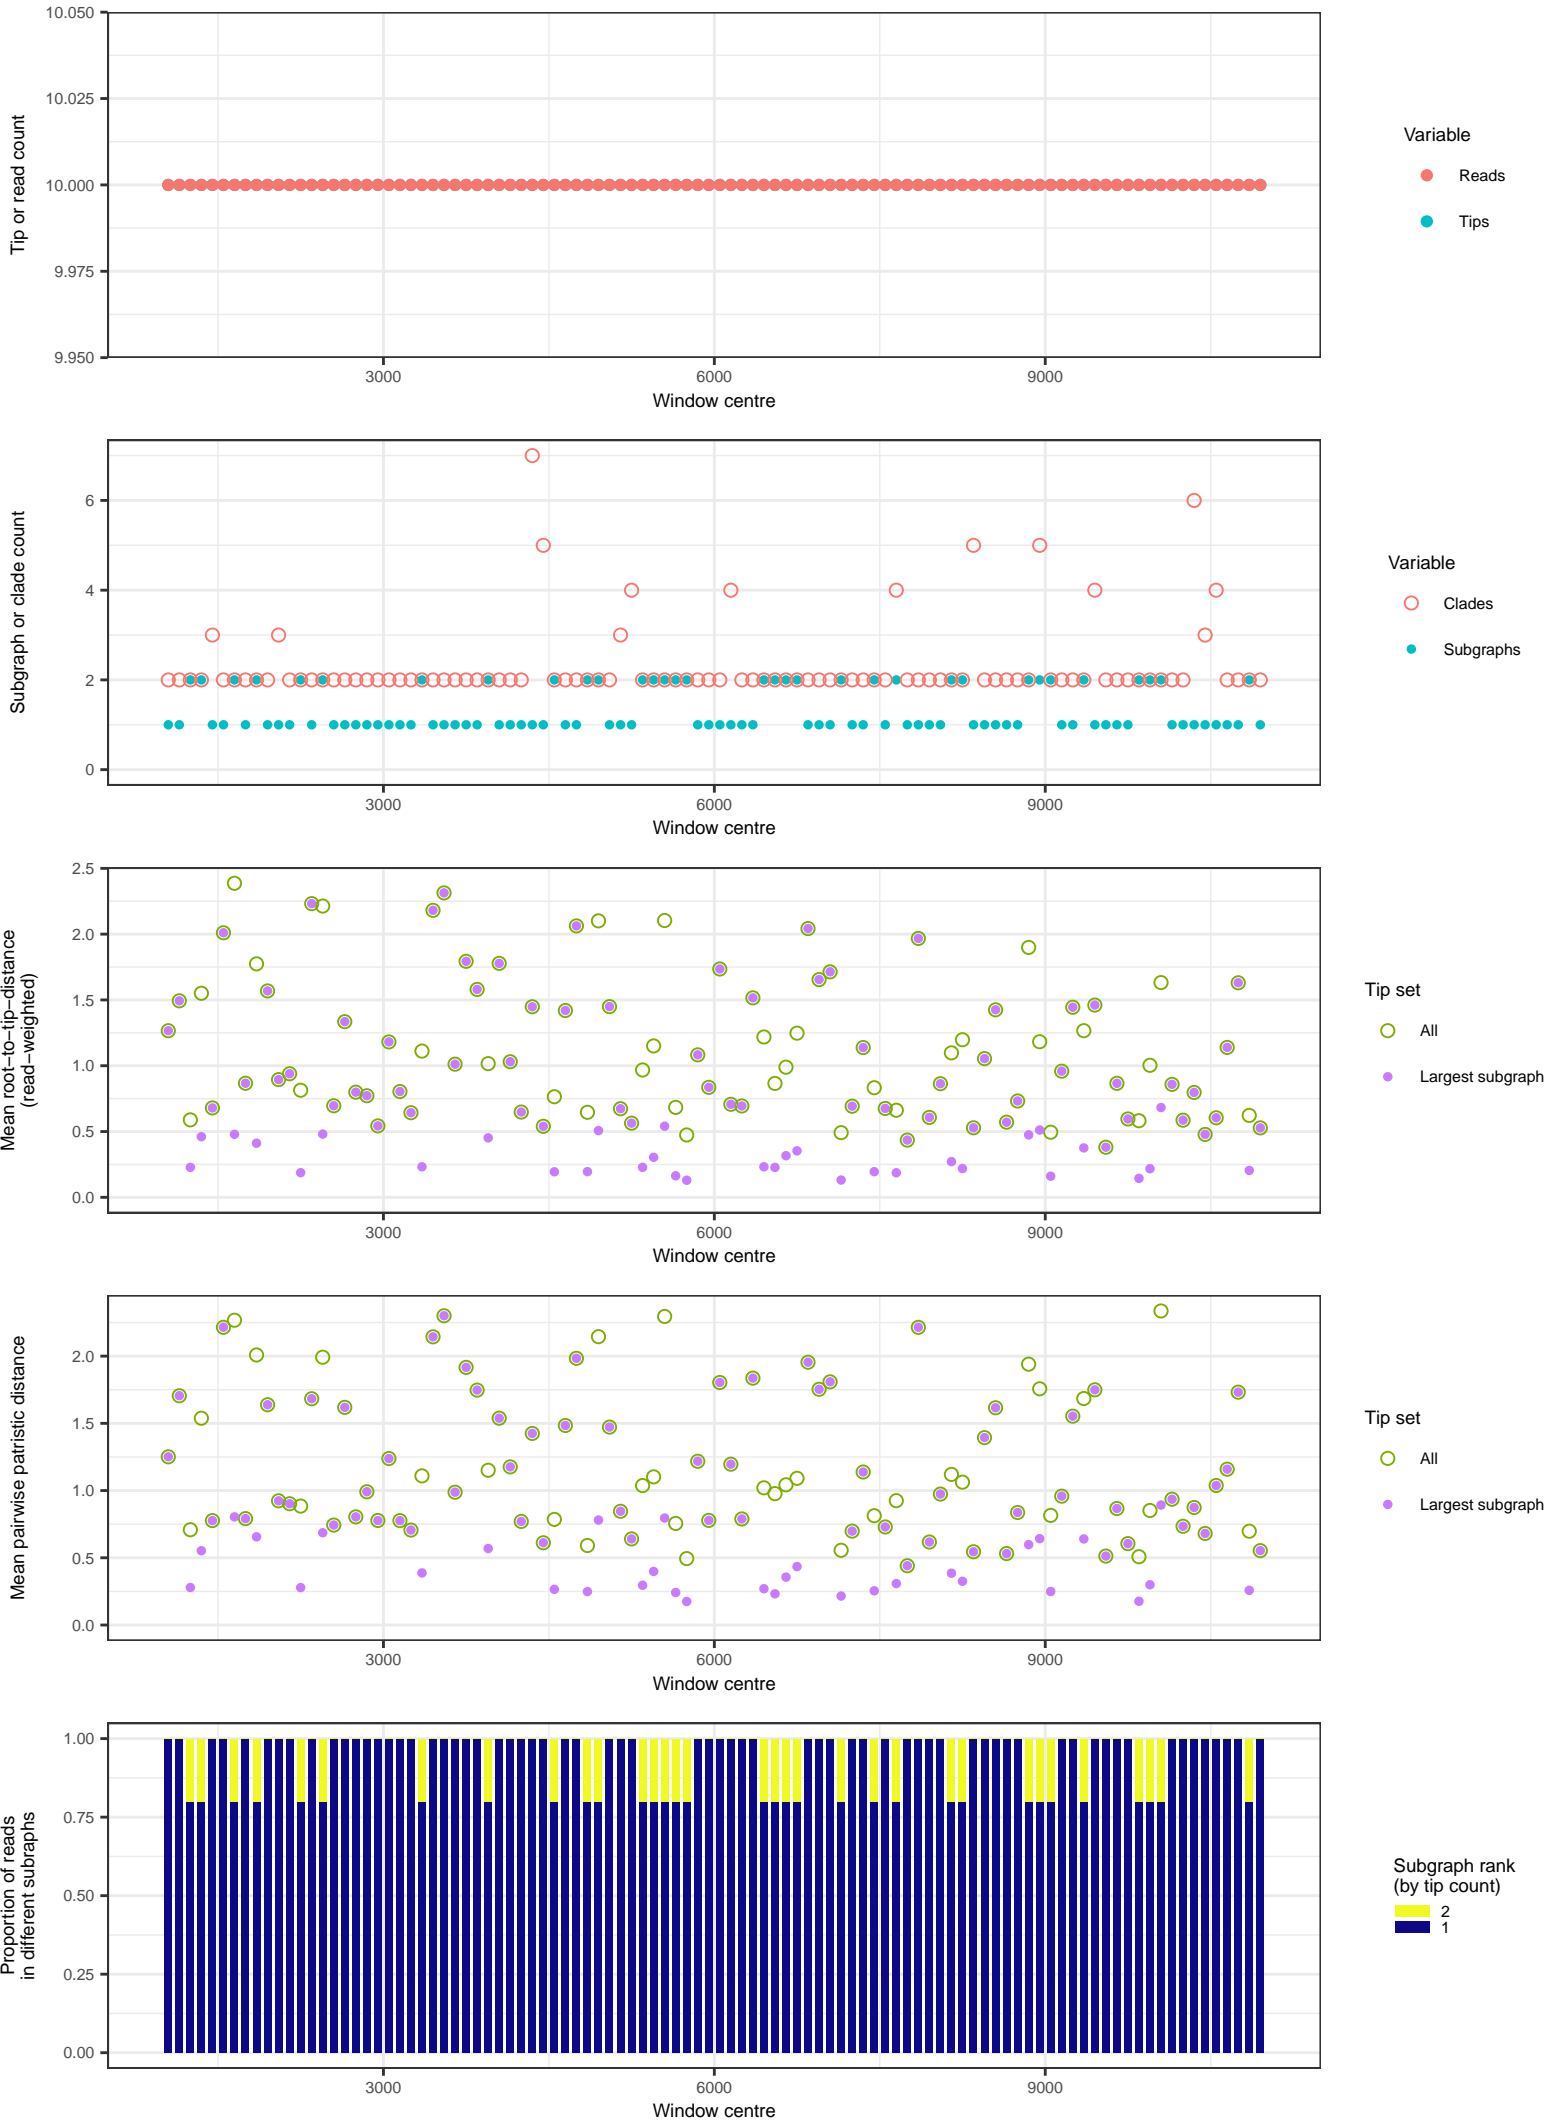 10.050
10.025
10.000
9.975
9.950
Tip or read count
3000 6000 9000
Window centre
Variable
Reads
Tips
6
4
2
0
Subgraph or clade count
3000 6000 9000
Window centre
Variable
Clades
Subgraphs
2.5
2.0
1.5
1.0
0.5
0.0
Mean root−to−tip−distance
(read−weighted)
3000 6000 9000
Window centre
Tip set
All
Largest subgraph
2.0
1.5
1.0
0.5
0.0
Mean pairwise patristic distance
3000 6000 9000
Window centre
Tip set
All
Largest subgraph
1.00
0.75
0.50
0.25
0.00
Proportion of reads
in different subraphs
3000 6000 9000
Window centre
Subgraph rank
(by tip count)
2
1